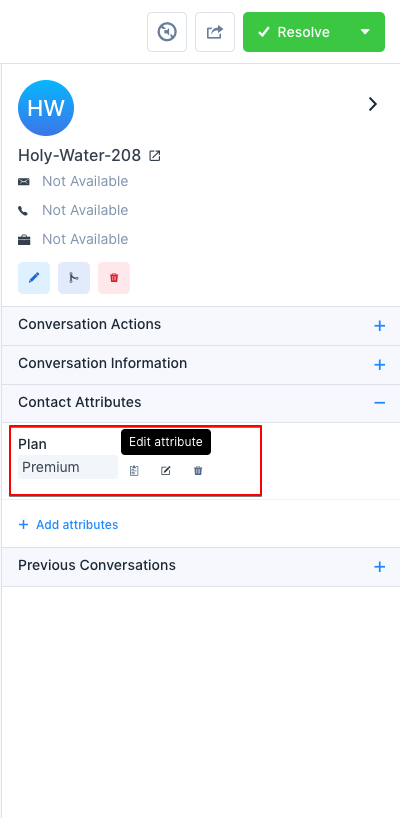 Resolve
HW
Holy-Water-208
Not Available
Not Available
Not Available
Conversation Actions
Conversation Information
Contact Attributes
Plan
Edit attribute
Premium
Add attributes
Previous Conversations